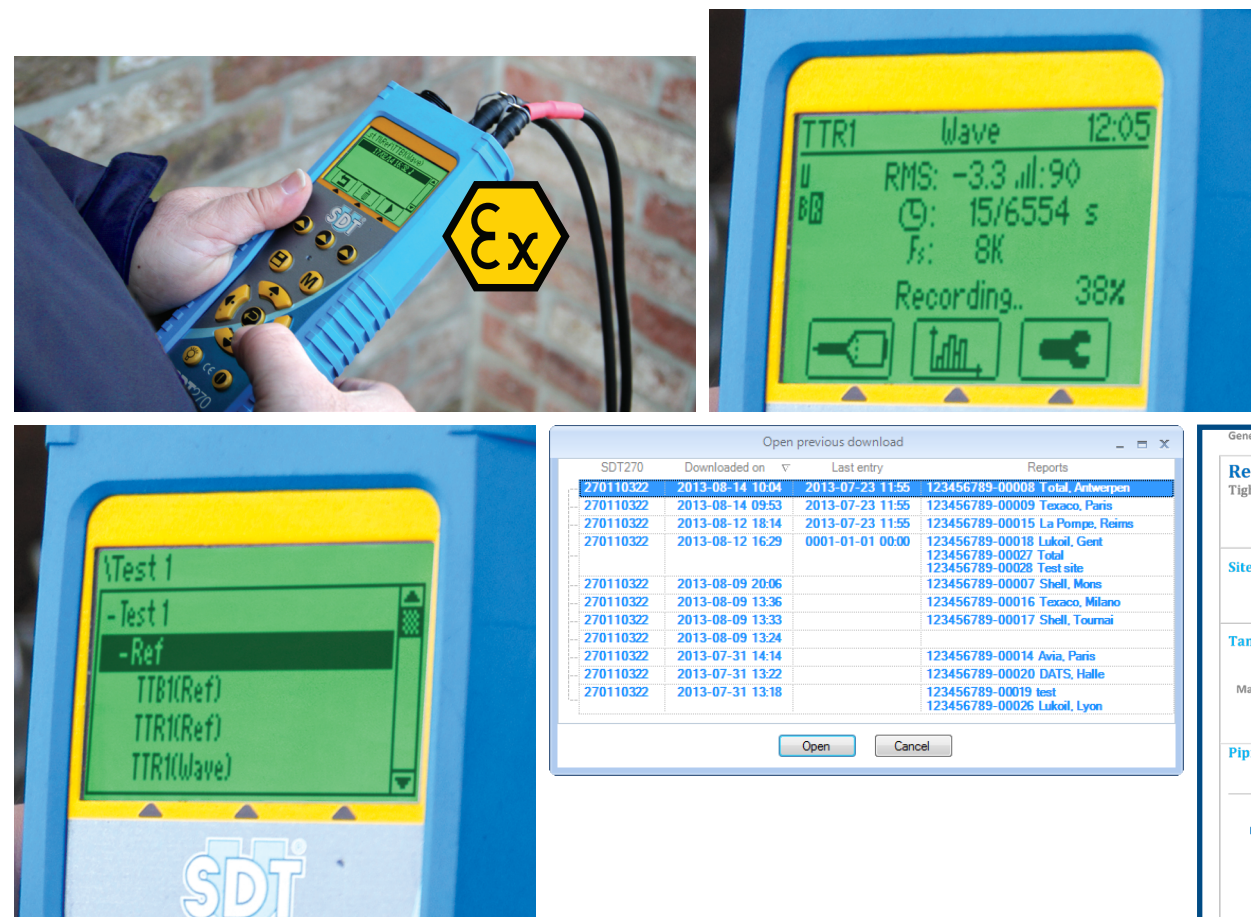 SDT
CE
SDT270
Ex
TTR1 Wave 12:05
U RMS: -3.3 :90
B : 15/6554 s
Fs: 8K
Recording.. 38%
\Test 1
-Test 1
-Ref
TTB1(Ref)
TTR1(Ref)
TTR1(Wave)
SDT
Open previous download
SDT270 Downloaded on Last entry Reports
270110322 2013-08-14 10:04 2013-07-23 11:55 123456789-00008 Total, Antwerpen
270110322 2013-08-14 09:53 2013-07-23 11:55 123456789-00009 Texaco, Paris
270110322 2013-08-12 18:14 2013-07-23 11:55 123456789-00015 La Pompe, Reims
270110322 2013-08-12 16:29 0001-01-01 00:00 123456789-00018 Lukoil, Gent
123456789-00027 Total
123456789-00028 Test site
270110322 2013-08-09 20:06 123456789-00007 Shell, Mons
270110322 2013-08-09 13:36 123456789-00016 Texaco, Milano
270110322 2013-08-09 13:33 123456789-00017 Shell, Tournai
270110322 2013-08-09 13:24
270110322 2013-07-31 14:14 123456789-00014 Avia, Paris
270110322 2013-07-31 13:22 123456789-00020 DATS, Halle
270110322 2013-07-31 13:18 123456789-00019 test
123456789-00026 Lukoil, Lyon
Open Cancel